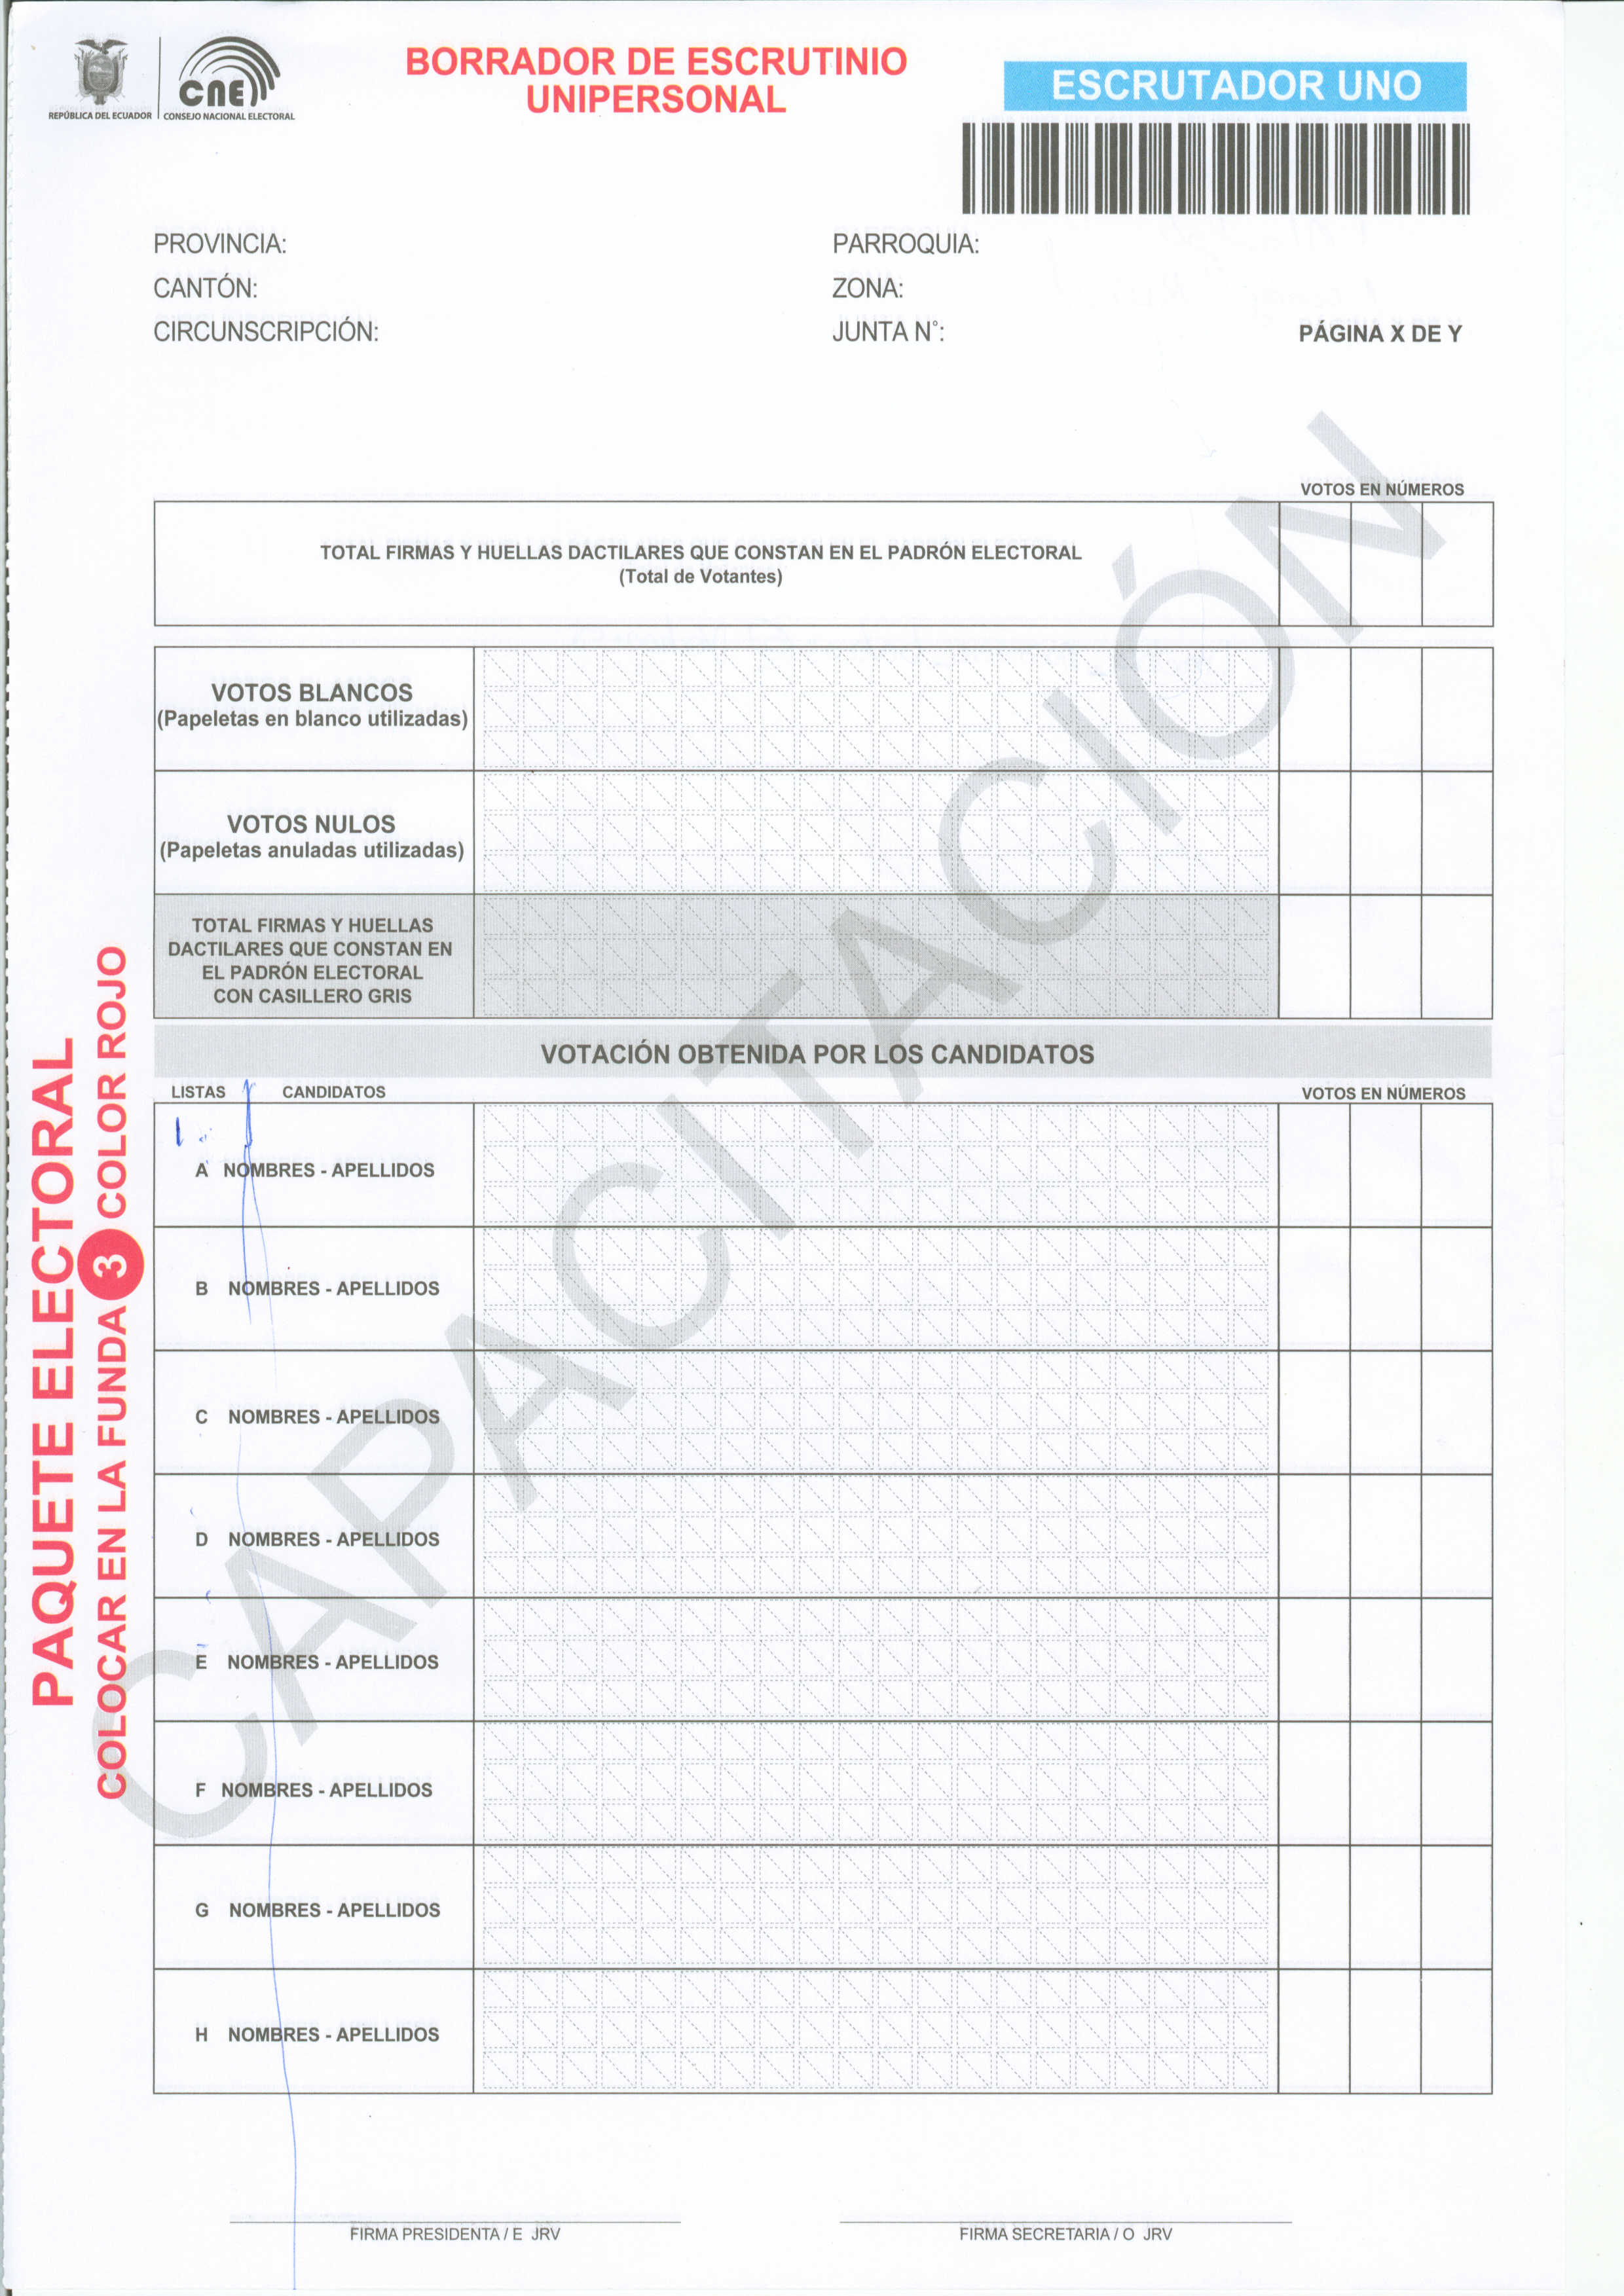 REPÚBLICA DEL ECUADOR
CNE
CONSEJO NACIONAL ELECTORAL
BORRADOR DE ESCRUTINIO
UNIPERSONAL
ESCRUTADOR UNO
PROVINCIA:
CANTÓN:
CIRCUNSCRIPCIÓN:
PARROQUIA:
ZONA:
JUNTA N°:
PÁGINA X DE Y
VOTOS EN NÚMEROS
TOTAL FIRMAS Y HUELLAS DACTILARES QUE CONSTAN EN EL PADRÓN ELECTORAL
(Total de Votantes)
VOTOS BLANCOS
(Papeletas en blanco utilizadas)
VOTOS NULOS
(Papeletas anuladas utilizadas)
TOTAL FIRMAS Y HUELLAS
DACTILARES QUE CONSTAN EN
EL PADRÓN ELECTORAL
CON CASILLERO GRIS
VOTACIÓN OBTENIDA POR LOS CANDIDATOS
LISTAS CANDIDATOS VOTOS EN NÚMEROS
A NOMBRES - APELLIDOS
B NOMBRES - APELLIDOS
C NOMBRES - APELLIDOS
D NOMBRES - APELLIDOS
E NOMBRES - APELLIDOS
F NOMBRES - APELLIDOS
G NOMBRES - APELLIDOS
H NOMBRES - APELLIDOS
FIRMA PRESIDENTA / E JRV
FIRMA SECRETARIA / O JRV
PAQUETE ELECTORAL
COLOCAR EN LA FUNDA 3 COLOR ROJO
CAPACITACIÓN